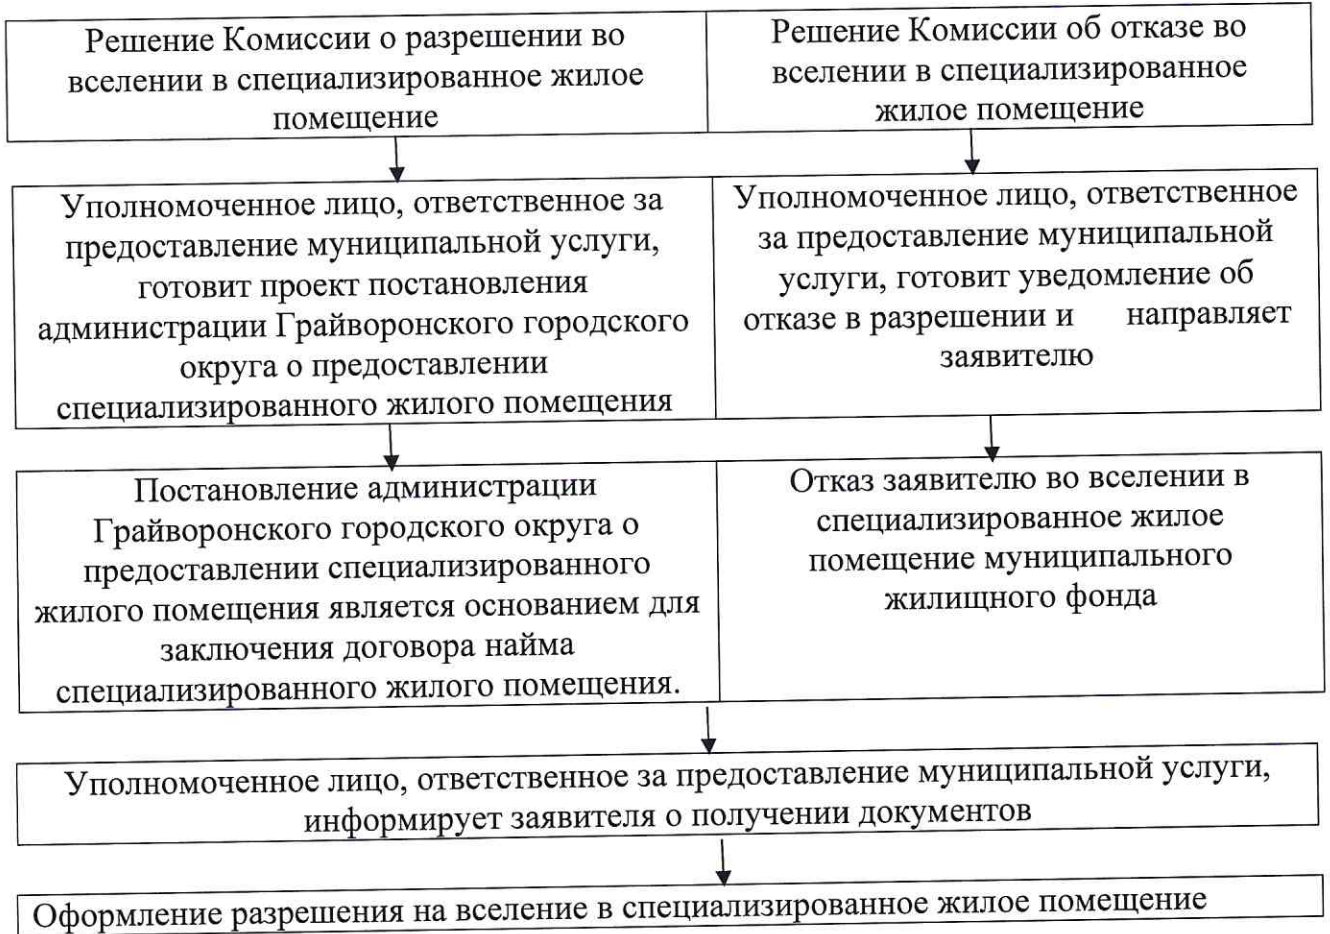 Решение Комиссии о разрешении во
вселении в специализированное жилое
помещение
Решение Комиссии об отказе во
вселении в специализированное
жилое помещение
Уполномоченное лицо, ответственное за
предоставление муниципальной услуги,
готовит проект постановления
администрации Грайворонского городского
округа о предоставлении
специализированного жилого помещения
Уполномоченное лицо, ответственное
за предоставление муниципальной
услуги, готовит уведомление об
отказе в разрешении и направляет
заявителю
Постановление администрации
Грайворонского городского округа о
предоставлении специализированного
жилого помещения является основанием для
заключения договора найма
специализированного жилого помещения.
Отказ заявителю во вселении в
специализированное жилое
помещение муниципального
жилищного фонда
Уполномоченное лицо, ответственное за предоставление муниципальной услуги,
информирует заявителя о получении документов
Оформление разрешения на вселение в специализированное жилое помещение